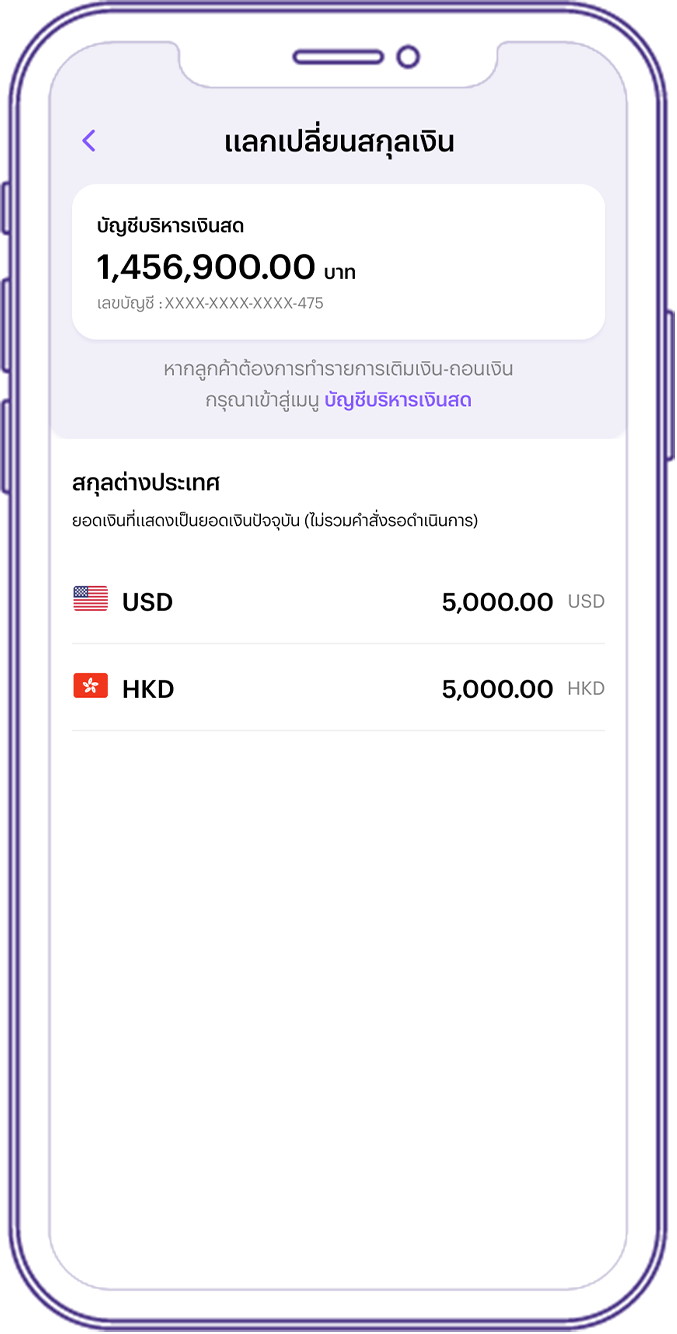 แลกเปลี่ยนสกุลเงิน
บัญชีบริหารเงินสด
1,456,900.00 บาท
เลขบัญชี :XXXX-XXXX-XXXX-475
หากลูกค้าต้องการทำรายการเติมเงิน-ถอนเงิน
กรุณาเข้าสู่เมนู บัญชีบริหารเงินสด
สกุลต่างประเทศ
ยอดเงินที่แสดงเป็นยอดเงินปัจจุบัน (ไม่รวมคำสั่งรอดำเนินการ)
USD 5,000.00 USD
HKD 5,000.00 HKD